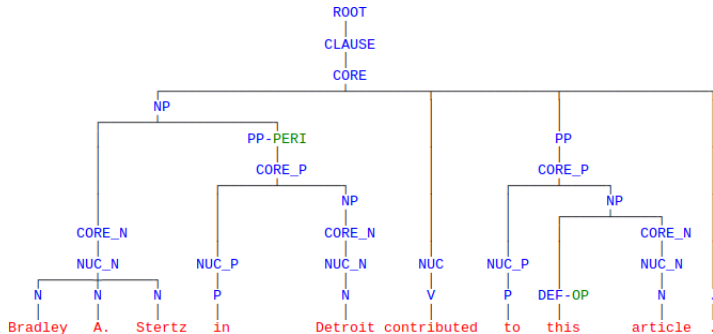 ROOT
CLAUSE
CORE
NP
PP-PERI PP
CORE_P CORE_P
NP NP
CORE_N CORE_N CORE_N
NUC_N NUC_P NUC_N NUC NUC_P NUC_N
N N N P N V P DEF-OP N .
Bradley A. Stertz in Detroit contributed to this article .